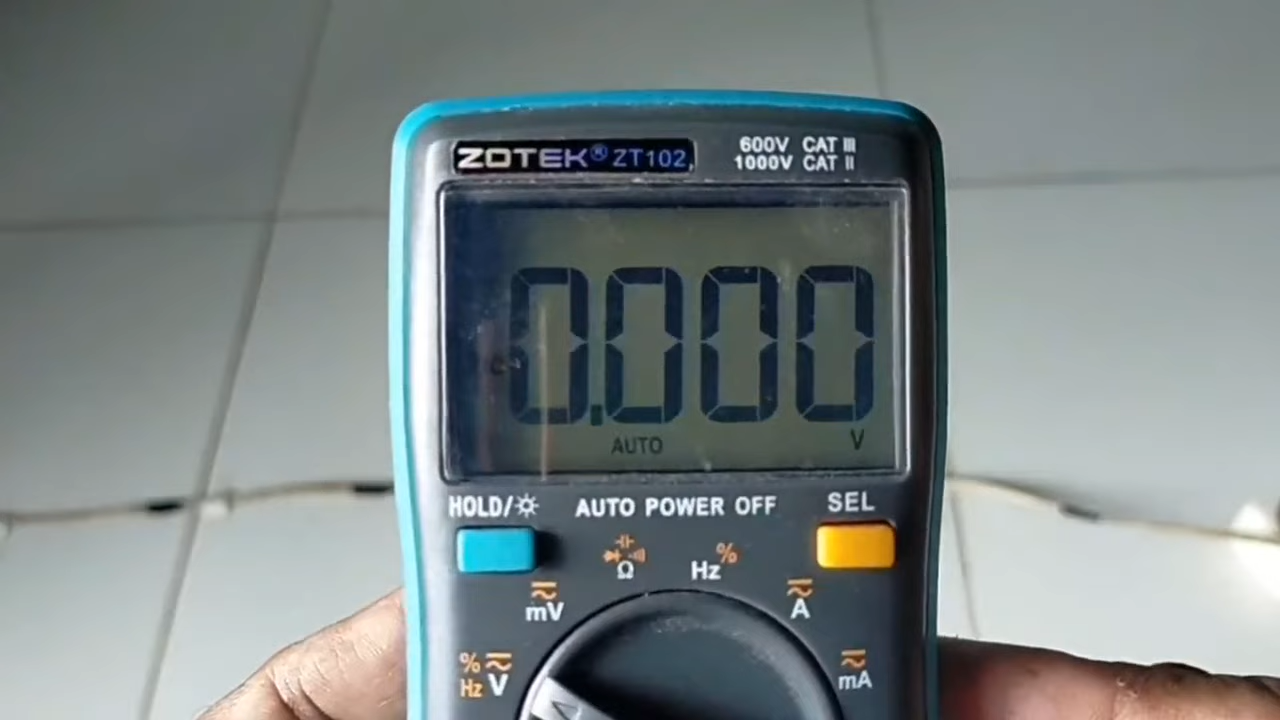 ZOTEK® ZT102
600V CAT III
1000V CAT II
0.000
AUTO V
HOLD/☼ AUTO POWER OFF SEL
Ω
Hz %
mV
A
% Hz V
mA